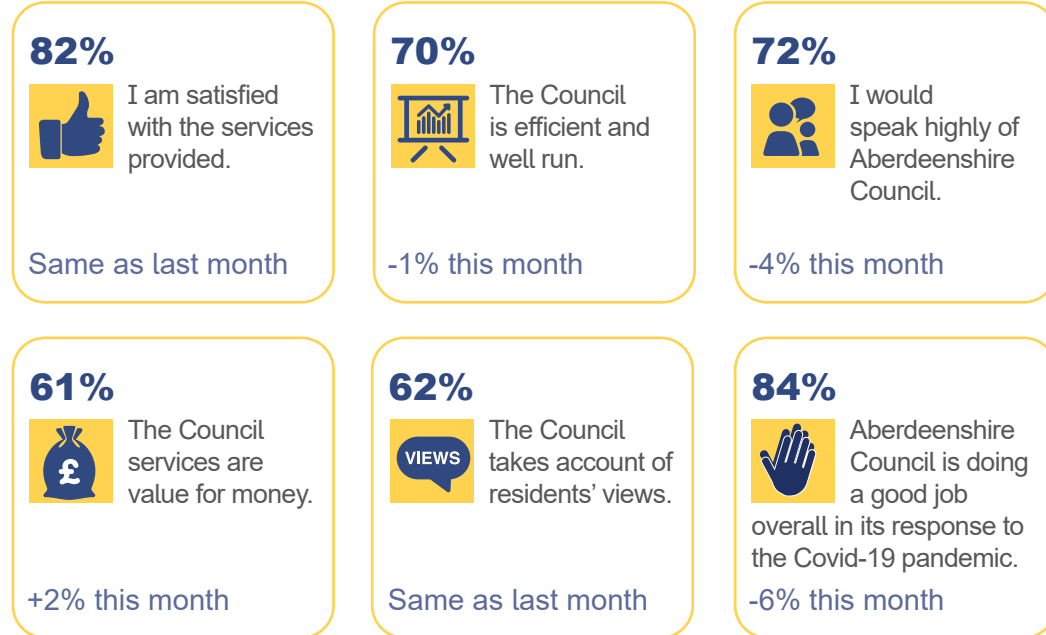 82%
I am satisfied
with the services
provided.
Same as last month
70%
The Council
is efficient and
well run.
-1% this month
72%
I would
speak highly of
Aberdeenshire
Council.
-4% this month
61%
£
The Council
services are
value for money.
+2% this month
62%
VIEWS
The Council
takes account of
residents’ views.
Same as last month
84%
Aberdeenshire
Council is doing
a good job
overall in its response to
the Covid-19 pandemic.
-6% this month